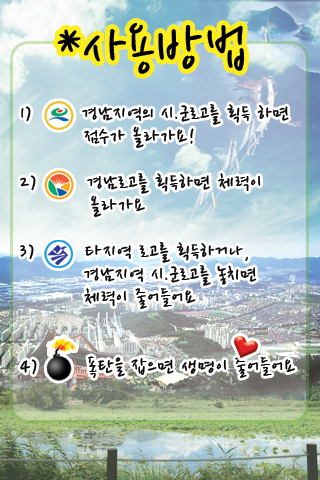 *사용방법
1) 경남지역의 시.군로고를 획득 하면
점수가 올라가요!
2) 경남로고를 획득하면 체력이
올라가요
3) 타지역 로고를 획득하거나,
경남지역 시.군로고를 놓치면
체력이 줄어들어요
4) 폭탄을 잡으면 생명이 줄어들어요